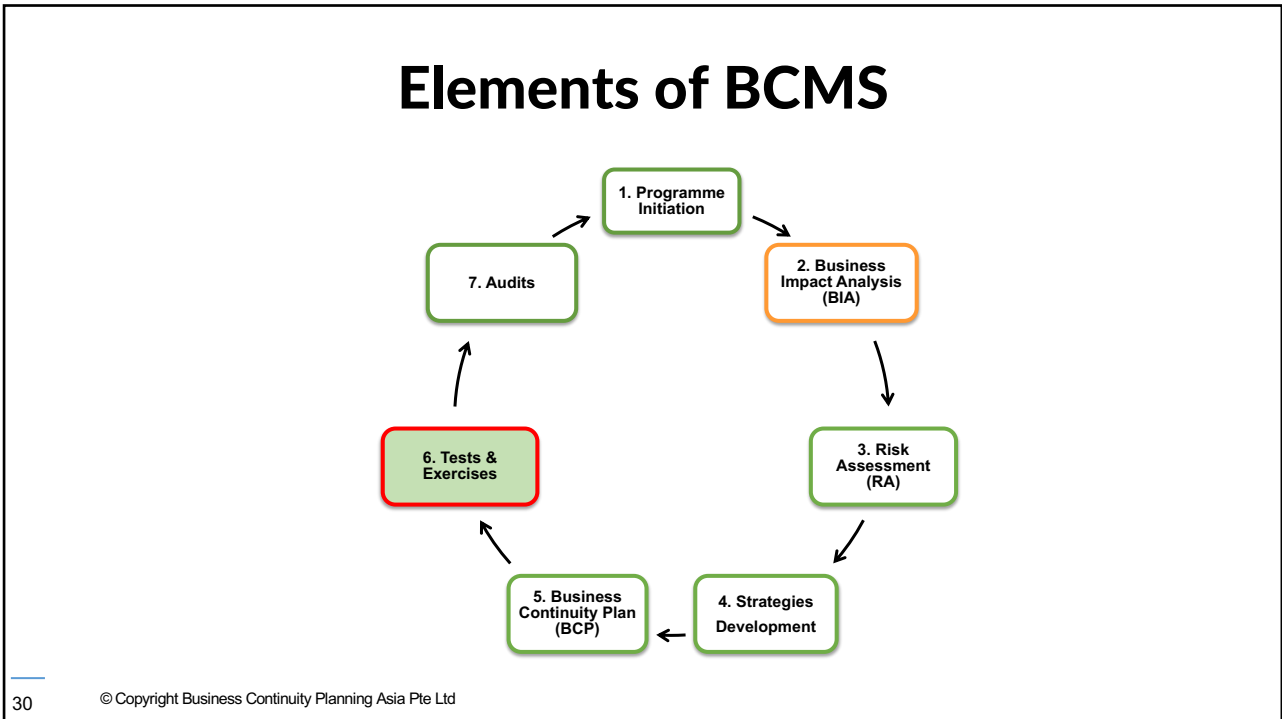 Elements of BCMS
1. Programme
Initiation
2. Business
Impact Analysis
(BIA)
3. Risk
Assessment
(RA)
4. Strategies
Development
5. Business
Continuity Plan
(BCP)
6. Tests &
Exercises
7. Audits
30
© Copyright Business Continuity Planning Asia Pte Ltd